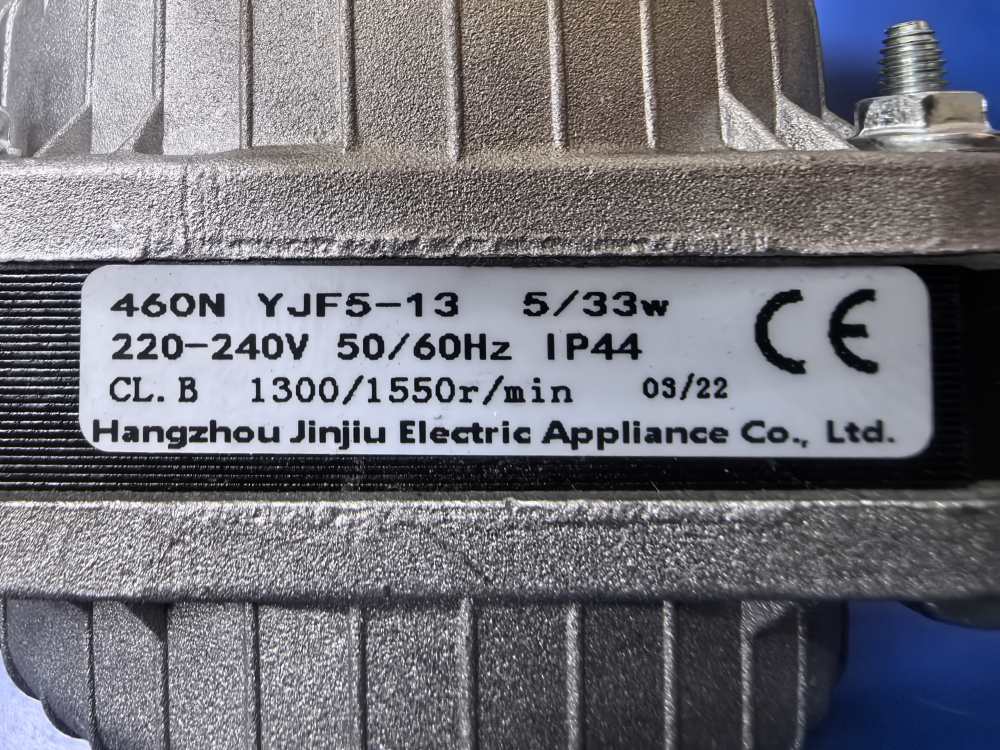 460N YJF5-13 5/33w
220-240V 50/60Hz IP44
CL.B 1300/1550r/min 03/22
Hangzhou Jinjiu Electric Appliance Co., Ltd.
CE